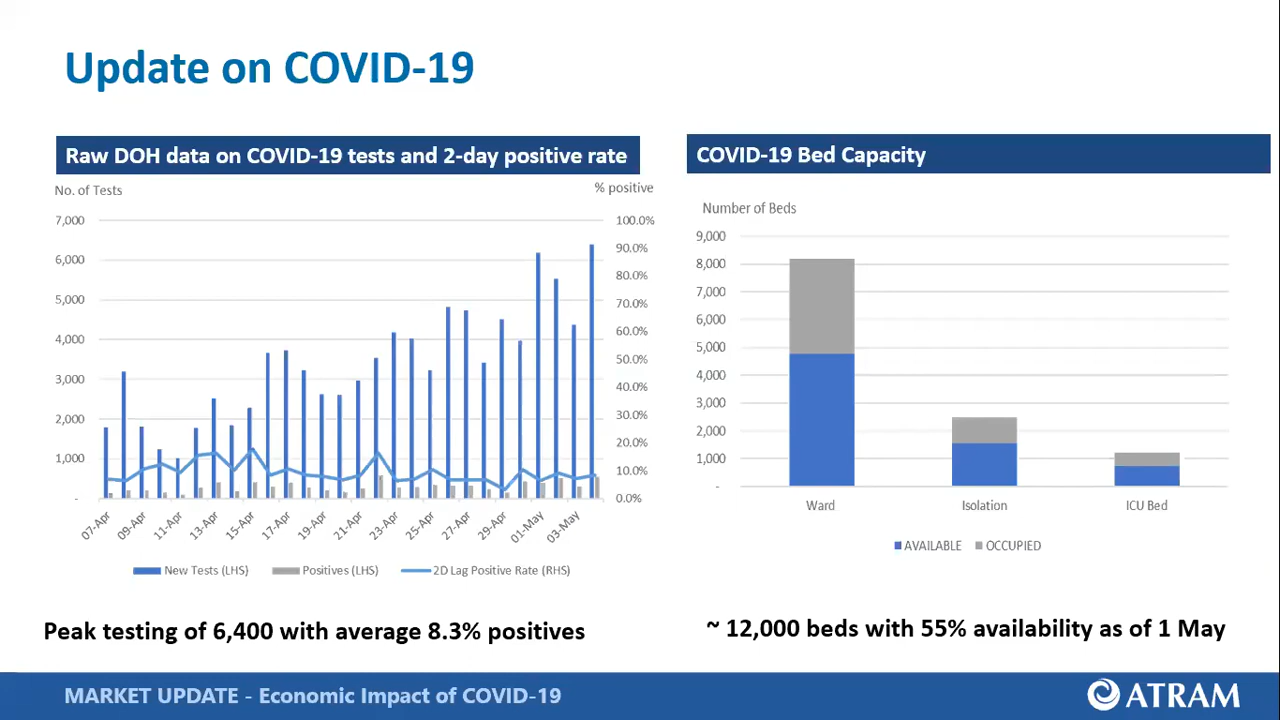 Update on COVID-19
Raw DOH data on COVID-19 tests and 2-day positive rate
No. of Tests
% positive
7,000
6,000
5,000
4,000
3,000
2,000
1,000
-
100.0%
90.0%
80.0%
70.0%
60.0%
50.0%
40.0%
30.0%
20.0%
10.0%
0.0%
07-Apr
09-Apr
11-Apr
13-Apr
15-Apr
17-Apr
19-Apr
21-Apr
23-Apr
25-Apr
27-Apr
29-Apr
01-May
03-May
New Tests (LHS)
Positives (LHS)
2D Lag Positive Rate (RHS)
Peak testing of 6,400 with average 8.3% positives
COVID-19 Bed Capacity
Number of Beds
9,000
8,000
7,000
6,000
5,000
4,000
3,000
2,000
1,000
-
Ward
Isolation
ICU Bed
AVAILABLE
OCCUPIED
~ 12,000 beds with 55% availability as of 1 May
MARKET UPDATE - Economic Impact of COVID-19
ATRAM